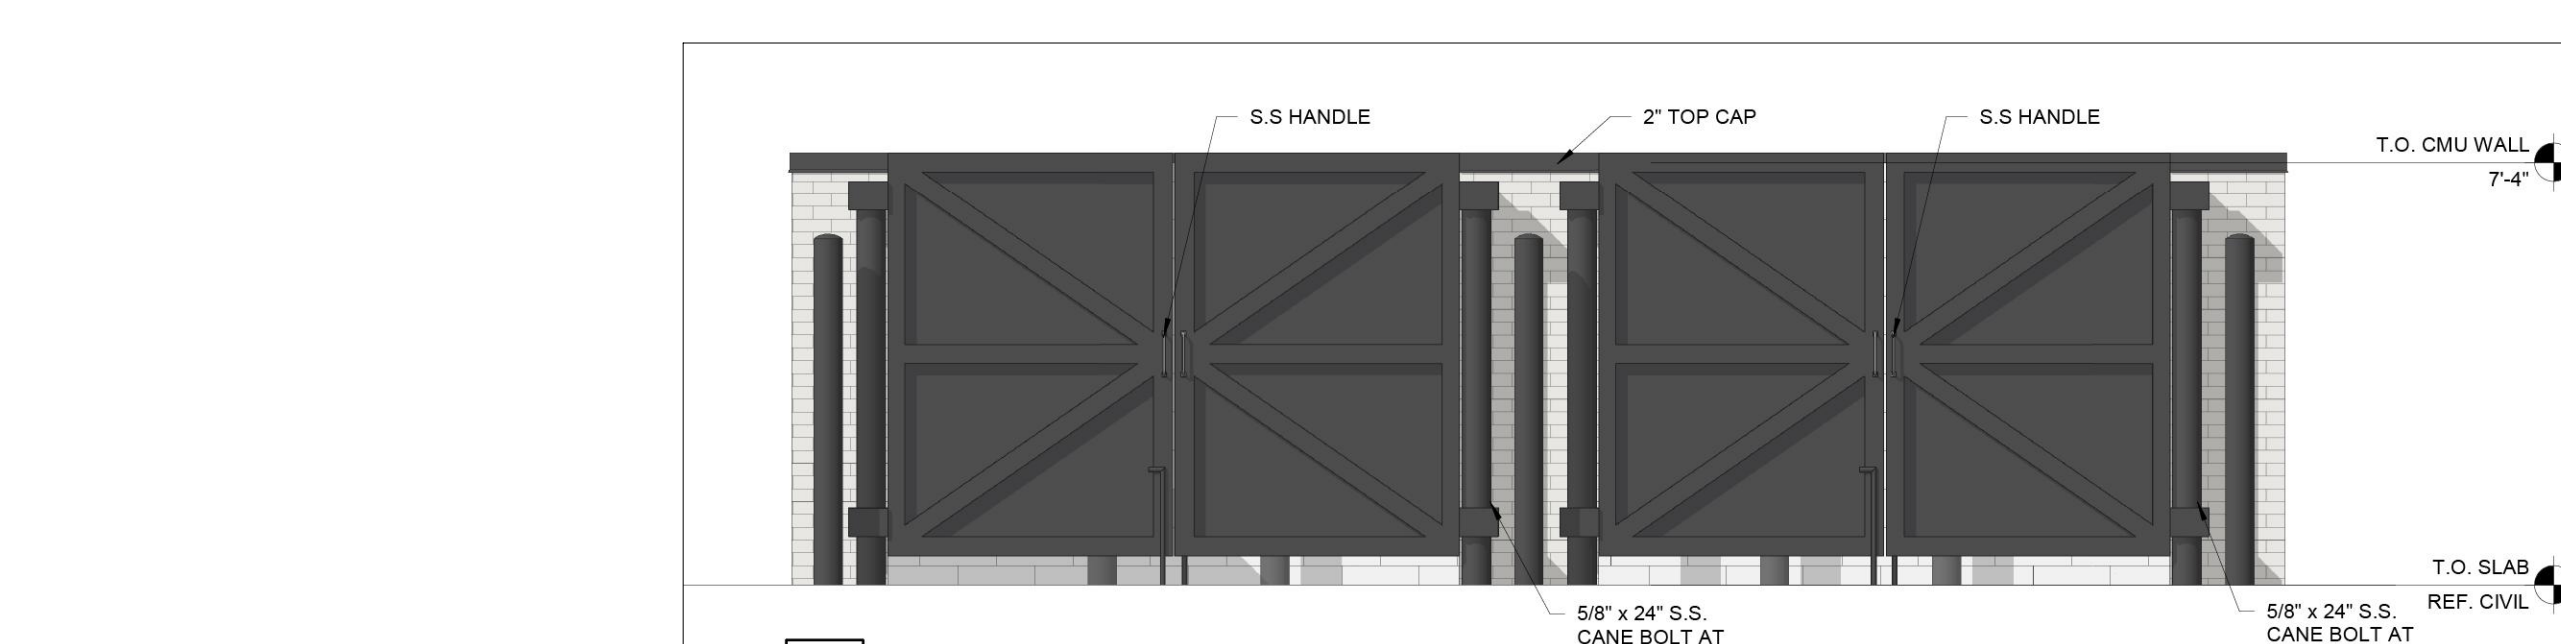 S.S HANDLE
2" TOP CAP
S.S HANDLE
T.O. CMU WALL
7'-4"
T.O. SLAB
REF. CIVIL
5/8" x 24" S.S.
CANE BOLT AT
5/8" x 24" S.S.
CANE BOLT AT